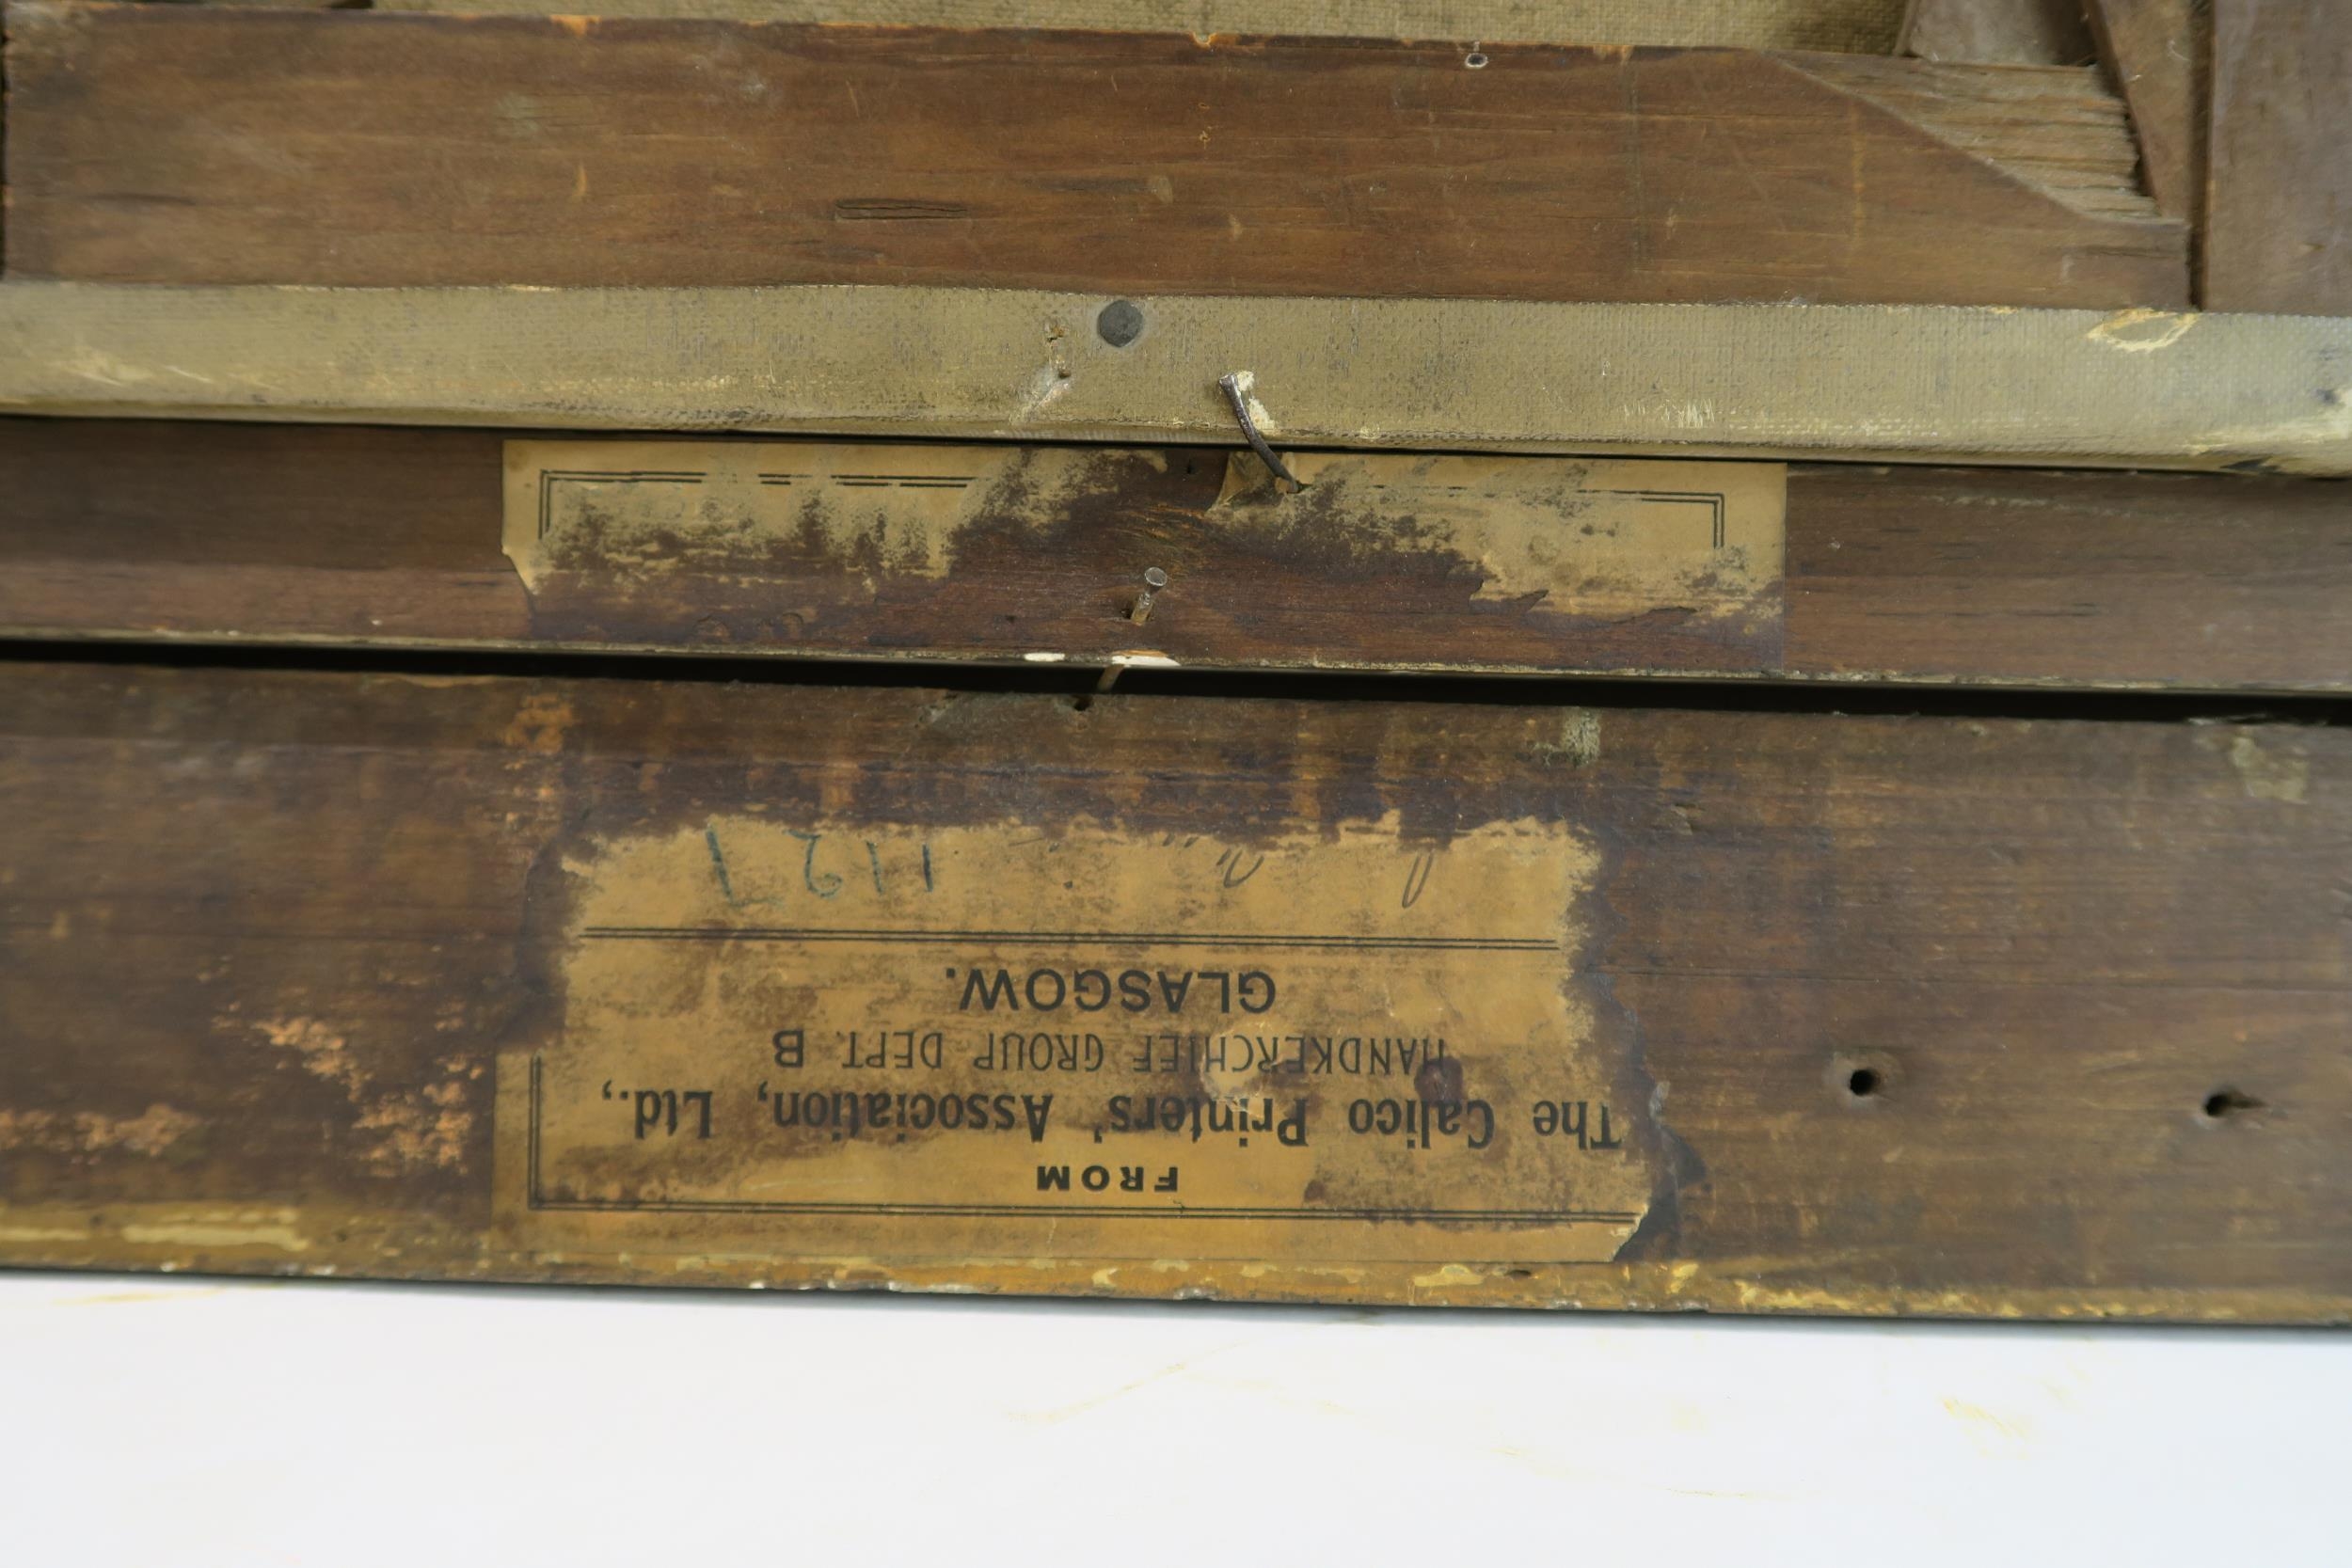 FROM
The Calico Printers' Association, Ltd.,
HANDKERCHIEF GROUP DEPT. B
GLASGOW.
1127